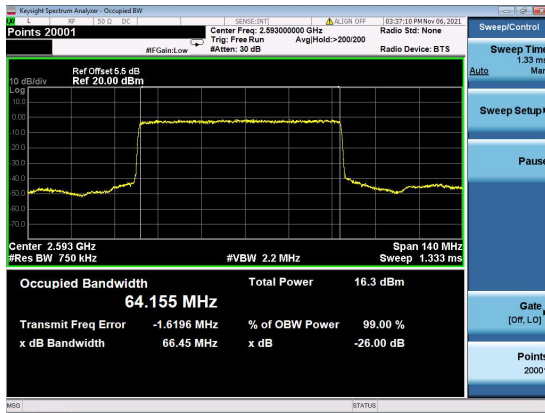 Keysight Spectrum Analyzer - Occupied BW
L RF 50 Ω DC SENSE:INT ALIGN OFF 03:37:10 PM Nov 06, 2021
Points 20001
Center Freq: 2.593000000 GHz
Radio Std: None
Trig: Free Run Avg|Hold:>200/200
#IFGain:Low
#Atten: 30 dB
Radio Device: BTS
Ref Offset 5.5 dB
10 dB/div Ref 20.00 dBm
Log
10.0
0.00
-10.0
-20.0
-30.0
-40.0
-50.0
-60.0
-70.0
Center 2.593 GHz Span 140 MHz
#Res BW 750 kHz #VBW 2.2 MHz Sweep 1.333 ms
Occupied Bandwidth Total Power 16.3 dBm
64.155 MHz
Transmit Freq Error -1.6196 MHz % of OBW Power 99.00 %
x dB Bandwidth 66.45 MHz x dB -26.00 dB
MSG STATUS
Sweep/Control
Sweep Time
1.33 ms
Auto Man
Sweep Setup
Pause
Gate
[Off, LO]
Points
2000